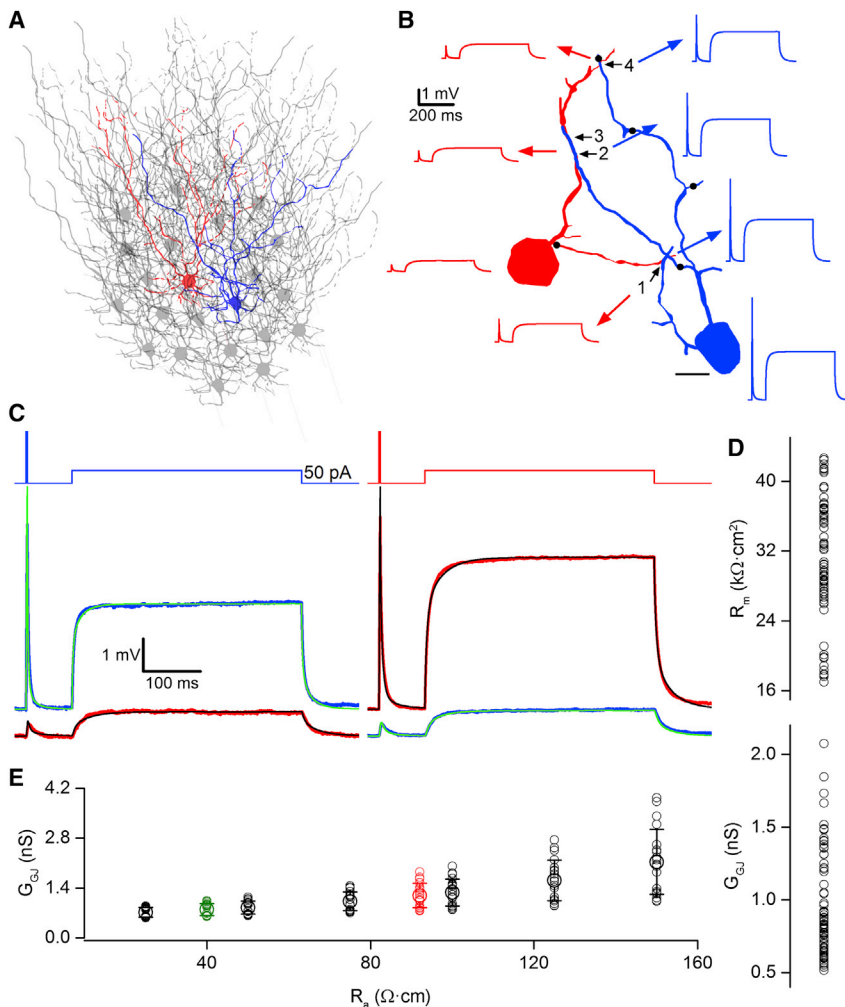 A
B
1 mV
200 ms
4
3
2
1
C
50 pA
1 mV
100 ms
D
40
32
24
16
R_m (kΩ·cm²)
2.0
1.5
1.0
0.5
G_GJ (nS)
E
4.2
2.8
1.4
0.0
G_GJ (nS)
40
80
120
160
R_a (Ω·cm)